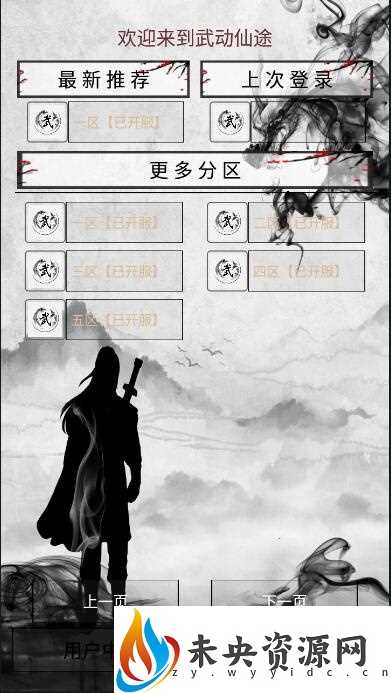 欢迎来到武动仙途
最新推荐 上次登录
武 一区【已开服】 武
更多分区
武 一区【已开服】 武 二区【已开服】
武 三区【已开服】 武 四区【已开服】
武 五区【已开服】
上一页 下一页
用户中
未央资源网
zy.wyyidc.cn